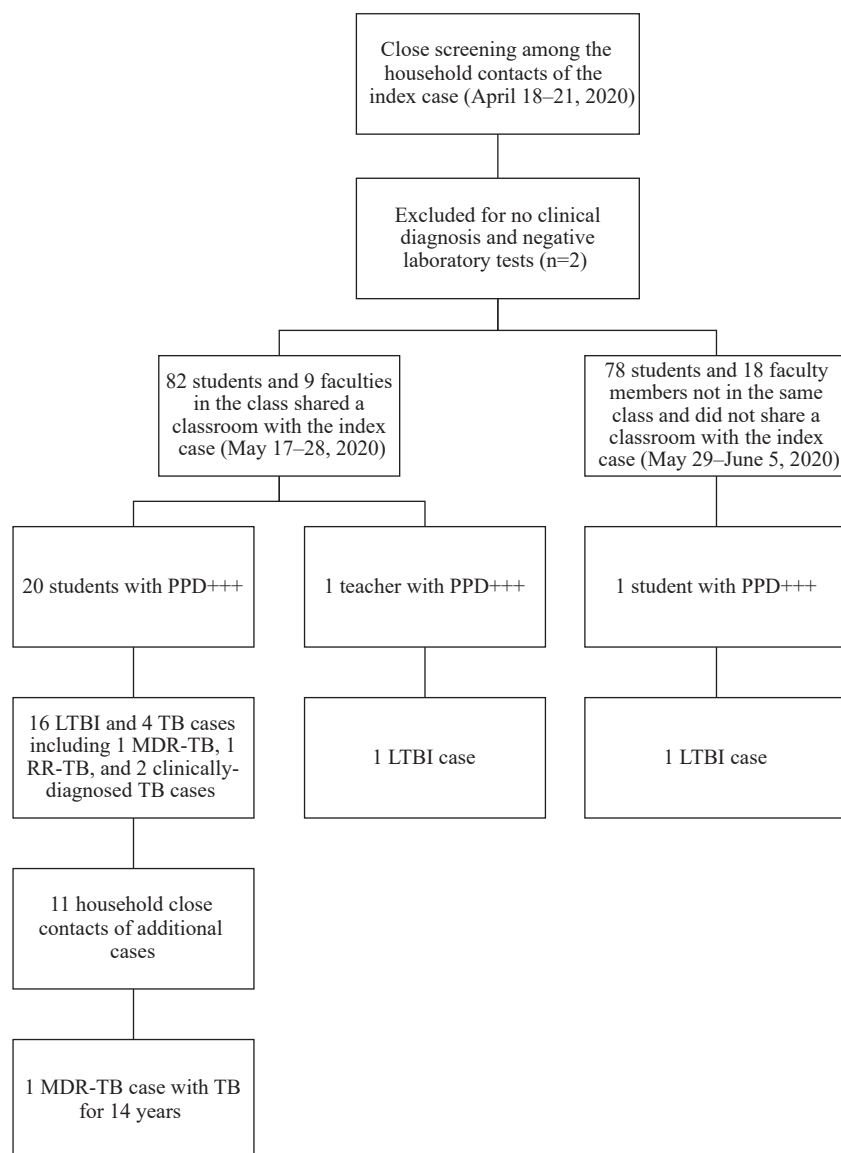 Close screening among the
household contacts of the
index case (April 18–21, 2020)
Excluded for no clinical
diagnosis and negative
laboratory tests (n=2)
82 students and 9 faculties
in the class shared a
classroom with the index
case (May 17–28, 2020)
78 students and 18 faculty
members not in the same
class and did not share a
classroom with the index
case (May 29–June 5, 2020)
20 students with PPD+++
1 teacher with PPD+++
1 student with PPD+++
16 LTBI and 4 TB cases
including 1 MDR-TB, 1
RR-TB, and 2 clinically-
diagnosed TB cases
1 LTBI case
1 LTBI case
11 household close
contacts of additional
cases
1 MDR-TB case with TB
for 14 years